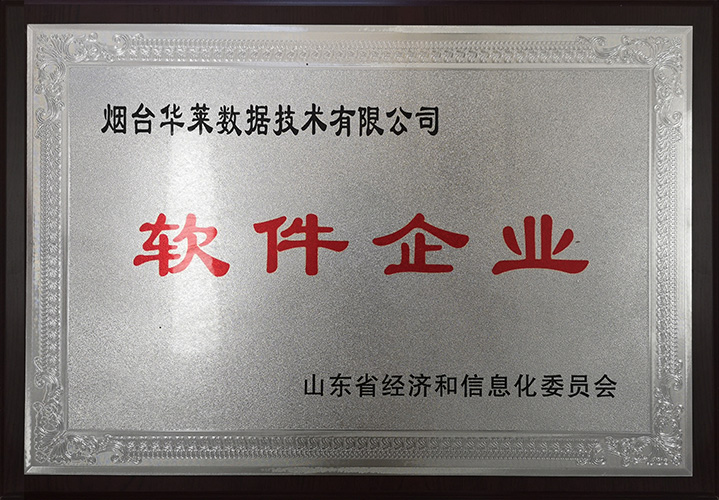 烟台华莱数据技术有限公司
软件企业
山东省经济和信息化委员会